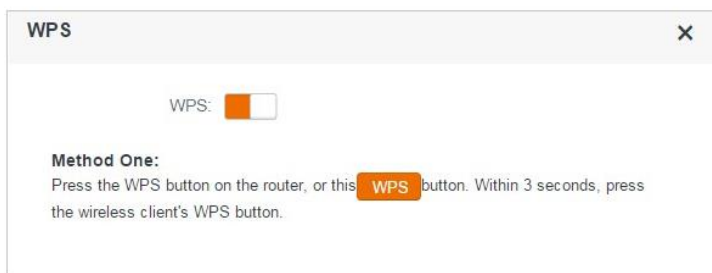 WPS
WPS:
Method One:
Press the WPS button on the router, or this WPS button. Within 3 seconds, press
the wireless client's WPS button.